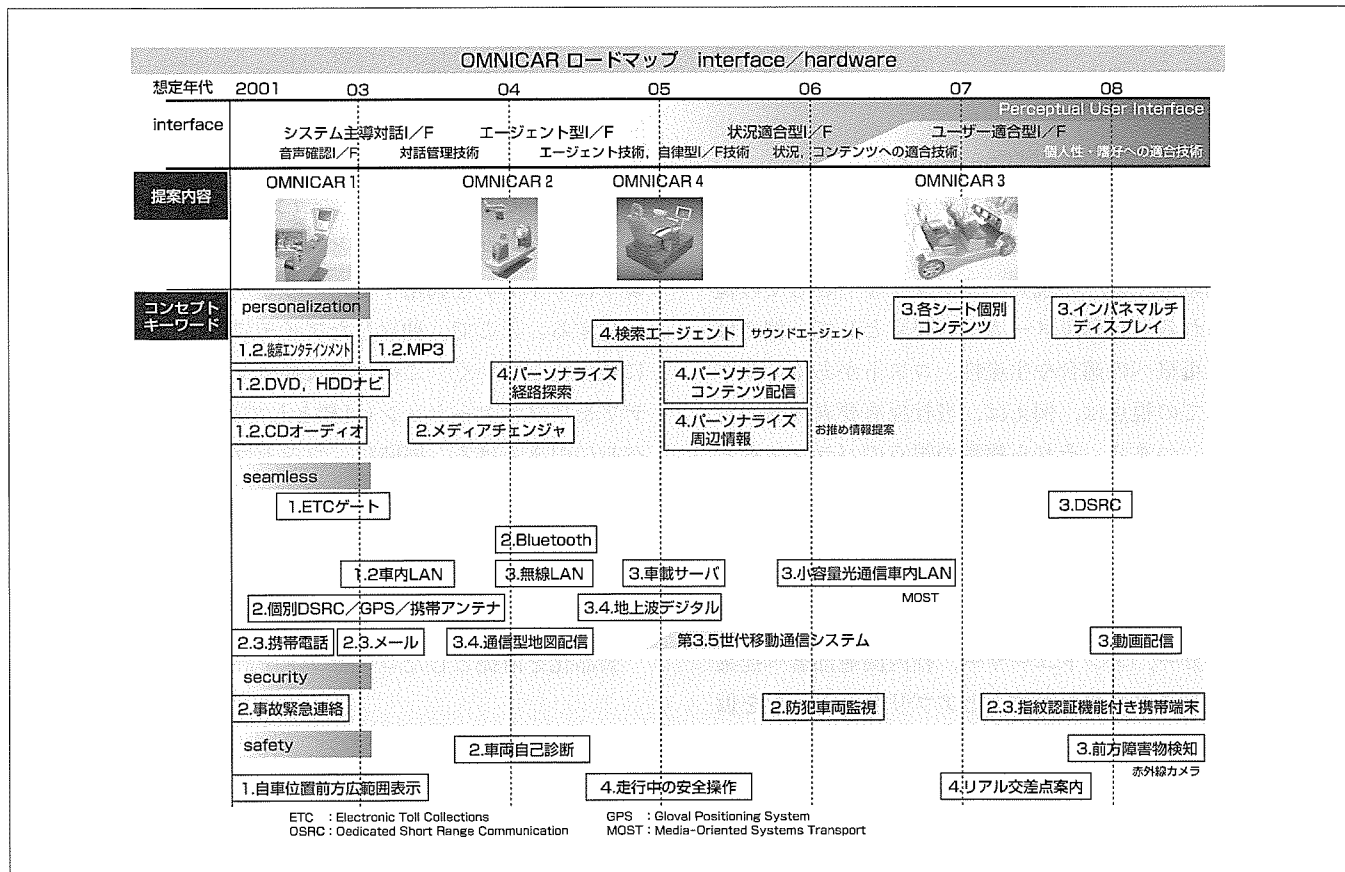 OMNICAR ロードマップ interface／hardware
想定年代 2001 03 04 05 06 07 08
interface
Perceptual User Interface
システム主導対話I／F エージェント型I／F 状況適合型I／F ユーザー適合型I／F
音声確認I／F 対話管理技術 エージェント技術，自律型I／F技術 状況，コンテンツへの適合技術 個人性・嗜好への適合技術
提案内容
OMNICAR 1 OMNICAR 2 OMNICAR 4 OMNICAR 3
コンセプト
キーワード
personalization
3.各シート個別
コンテンツ
3.インパネマルチ
ディスプレイ
4.検索エージェント サウンドエージェント
1.2.後席エンタテインメント 1.2.MP3
1.2.DVD，HDDナビ
4.パーソナライズ
経路探索
4.パーソナライズ
コンテンツ配信
1.2.CDオーディオ 2.メディアチェンジャ
4.パーソナライズ
周辺情報
お推め情報提案
seamless
1.ETCゲート 3.DSRC
2.Bluetooth
1.2車内LAN 3.無線LAN 3.車載サーバ 3.小容量光通信車内LAN
MOST
2.個別DSRC／GPS／携帯アンテナ 3.4.地上波デジタル
2.3.携帯電話 2.3.メール 3.4.通信型地図配信 第3.5世代移動通信システム 3.動画配信
security
2.事故緊急連絡 2.防犯車両監視 2.3.指紋認証機能付き携帯端末
safety
2.車両自己診断 3.前方障害物検知
赤外線カメラ
1.自車位置前方広範囲表示 4.走行中の安全操作 4.リアル交差点案内
ETC ：Electronic Toll Collections GPS ：Gloval Positioning System
OSRC：Oedicated Short Range Communication MOST：Media-Oriented Systems Transport